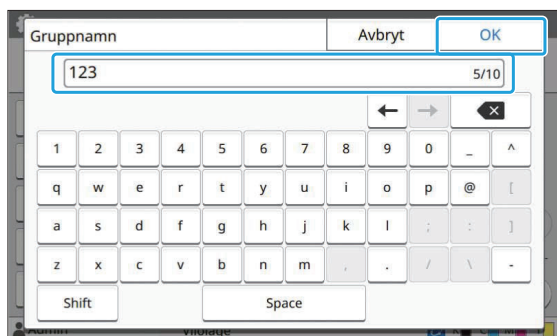 Gruppnamn Avbryt OK
123 5/10
← → ×
1 2 3 4 5 6 7 8 9 0 _ ^
q w e r t y u i o p @ [
a s d f g h j k l ; : ]
z x c v b n m , . / \ -
Shift Space
Admin